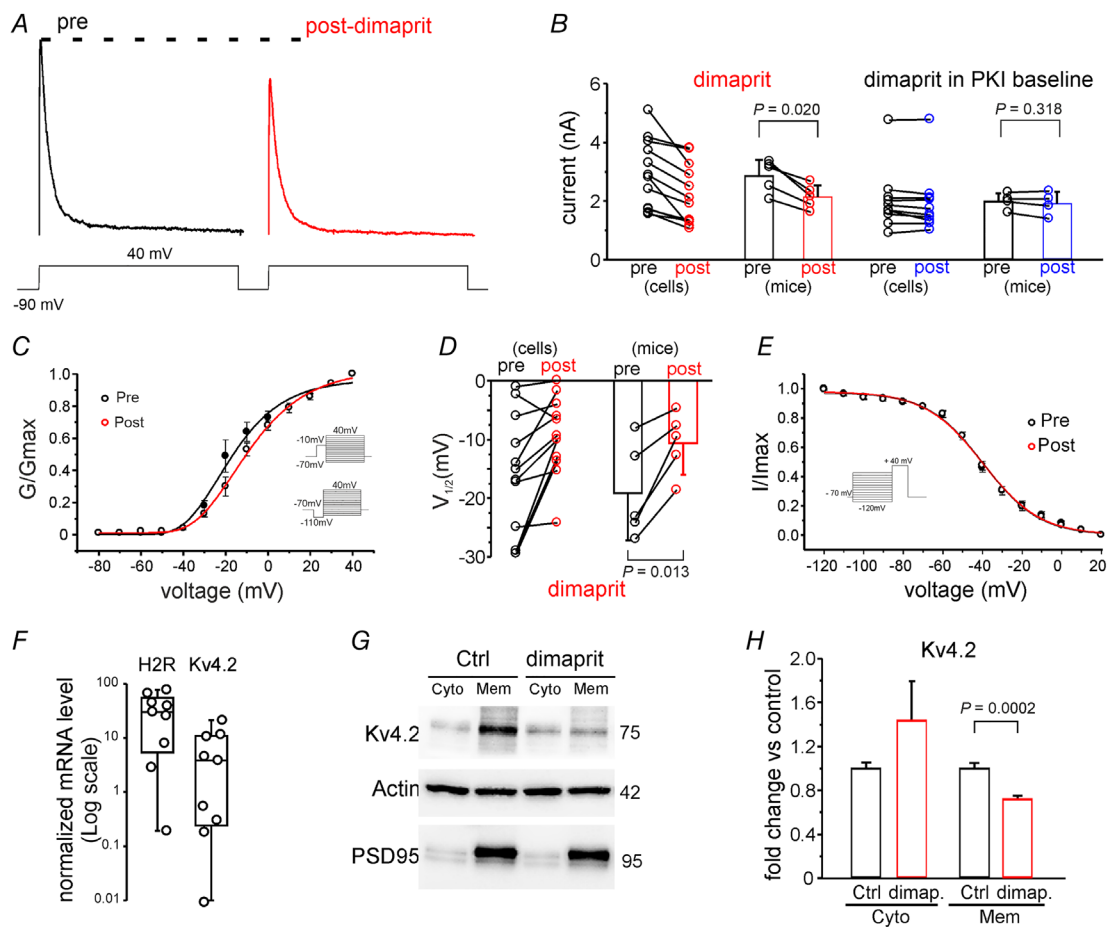 A
pre
post-dimaprit
40 mV
-90 mV
B
dimaprit
dimaprit in PKI baseline
P = 0.020
P = 0.318
current (nA)
6
4
2
0
pre post pre post pre post pre post
(cells) (mice) (cells) (mice)
C
G/Gmax
1.0
0.8
0.6
0.4
0.2
0
Pre
Post
40mV
-10mV
-70mV
40mV
-70mV
-110mV
-80 -60 -40 -20 0 20 40
voltage (mV)
D
(cells) (mice)
pre post pre post
V1/2(mV)
0
-10
-20
-30
P = 0.013
dimaprit
E
I/Imax
1.0
0.8
0.6
0.4
0.2
0.0
Pre
Post
+ 40 mV
- 70 mV
-120mV
-120 -100 -80 -60 -40 -20 0 20
voltage (mV)
F
H2R Kv4.2
normalized mRNA level
(Log scale)
100
10
1
0.1
0.01
G
Ctrl dimaprit
Cyto Mem Cyto Mem
Kv4.2 75
Actin 42
PSD95 95
H
Kv4.2
fold change vs control
2.0
1.6
1.2
0.8
0.4
0
P = 0.0002
Ctrl dimap. Ctrl dimap.
Cyto Mem